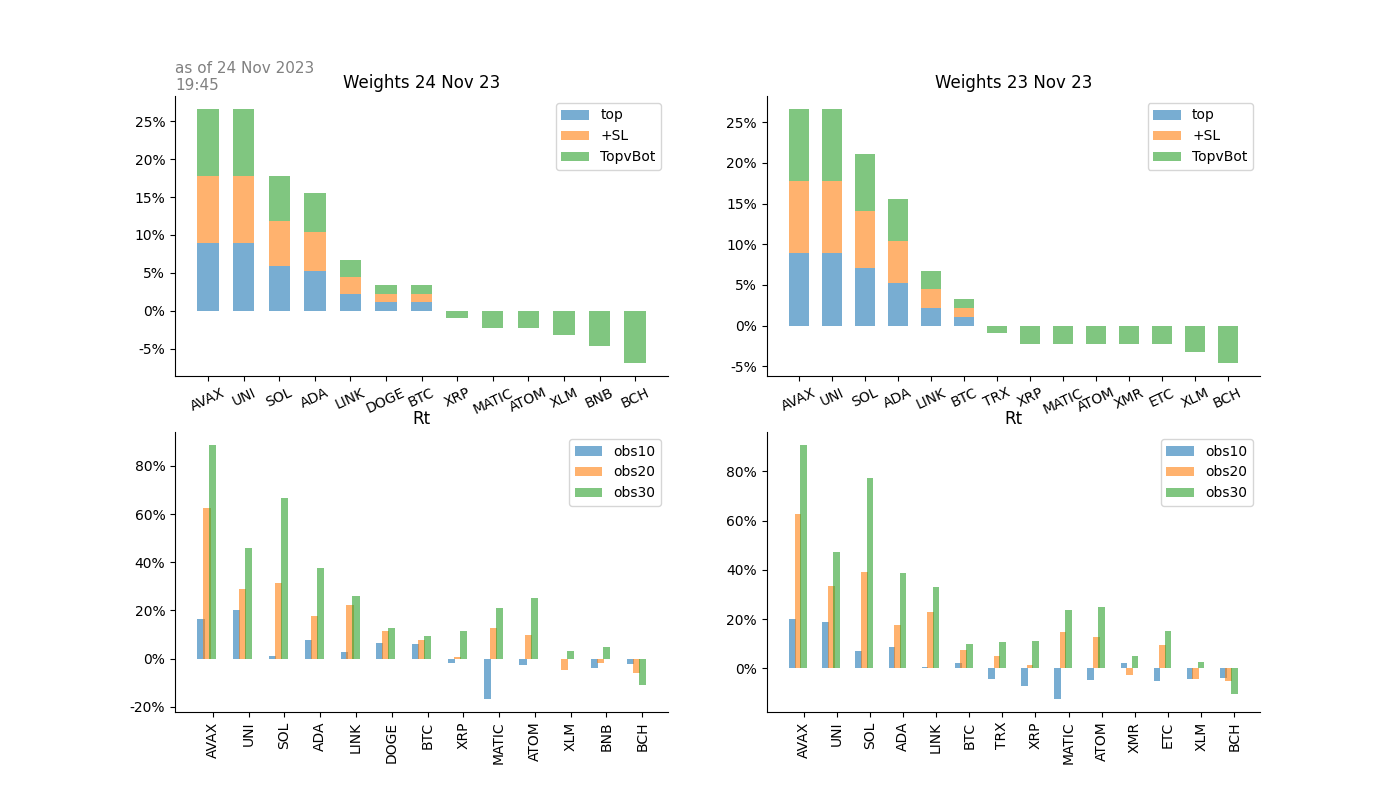 as of 24 Nov 2023
19:45
Weights 24 Nov 23
25%
20%
15%
10%
5%
0%
-5%
top
+SL
TopvBot
AVAX UNI SOL ADA LINK DOGE BTC XRP MATIC ATOM XLM BNB BCH
Weights 23 Nov 23
25%
20%
15%
10%
5%
0%
-5%
top
+SL
TopvBot
AVAX UNI SOL ADA LINK BTC TRX XRP MATIC ATOM XMR ETC XLM BCH
Rt
80%
60%
40%
20%
0%
-20%
obs10
obs20
obs30
AVAX UNI SOL ADA LINK DOGE BTC XRP MATIC ATOM XLM BNB BCH
Rt
80%
60%
40%
20%
0%
obs10
obs20
obs30
AVAX UNI SOL ADA LINK BTC TRX XRP MATIC ATOM XMR ETC XLM BCH